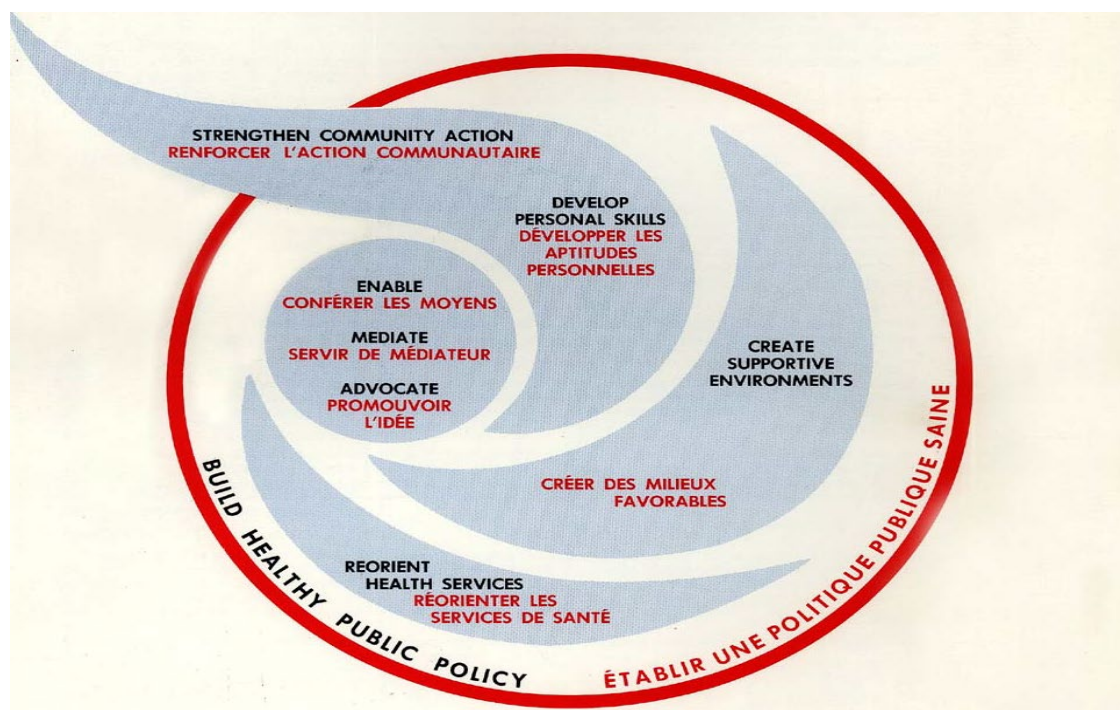 STRENGTHEN COMMUNITY ACTION
RENFORCER L'ACTION COMMUNAUTAIRE
DEVELOP
PERSONAL SKILLS
DÉVELOPPER LES
APTITUDES
PERSONNELLES
ENABLE
CONFÉRER LES MOYENS
MEDIATE
SERVIR DE MÉDIATEUR
ADVOCATE
PROMOUVOIR
L'IDÉE
CREATE
SUPPORTIVE
ENVIRONMENTS
CRÉER DES MILIEUX
FAVORABLES
REORIENT
HEALTH SERVICES
RÉORIENTER LES
SERVICES DE SANTÉ
BUILD HEALTHY PUBLIC POLICY
ÉTABLIR UNE POLITIQUE PUBLIQUE SAINE